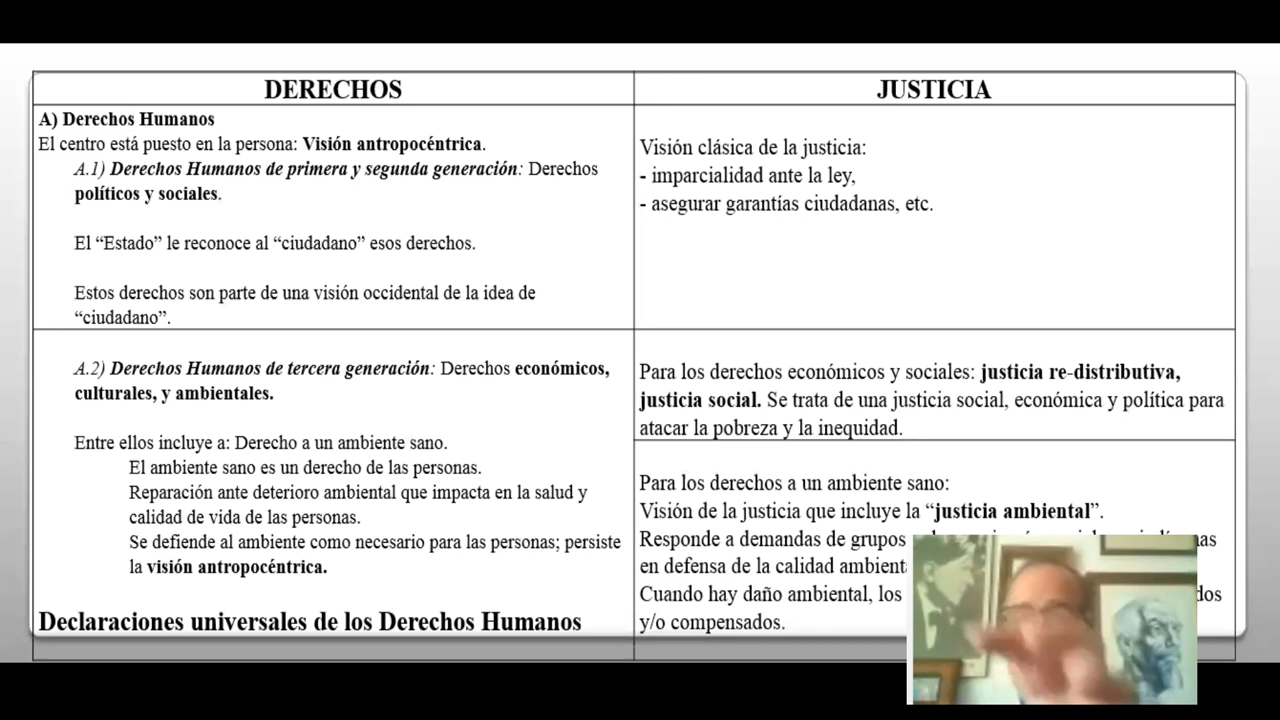 DERECHOS
JUSTICIA
A) Derechos Humanos
El centro está puesto en la persona: Visión antropocéntrica.
A.1) Derechos Humanos de primera y segunda generación: Derechos
políticos y sociales.
El “Estado” le reconoce al “ciudadano” esos derechos.
Estos derechos son parte de una visión occidental de la idea de
“ciudadano”.
Visión clásica de la justicia:
- imparcialidad ante la ley,
- asegurar garantías ciudadanas, etc.
A.2) Derechos Humanos de tercera generación: Derechos económicos,
culturales, y ambientales.
Entre ellos incluye a: Derecho a un ambiente sano.
El ambiente sano es un derecho de las personas.
Reparación ante deterioro ambiental que impacta en la salud y
calidad de vida de las personas.
Se defiende al ambiente como necesario para las personas; persiste
la visión antropocéntrica.
Declaraciones universales de los Derechos Humanos
Para los derechos económicos y sociales: justicia re-distributiva,
justicia social. Se trata de una justicia social, económica y política para
atacar la pobreza y la inequidad.
Para los derechos a un ambiente sano:
Visión de la justicia que incluye la “justicia ambiental”.
Responde a demandas de grupos
en defensa de la calidad
Cuando hay daño ambiental, los
y/o compensados.